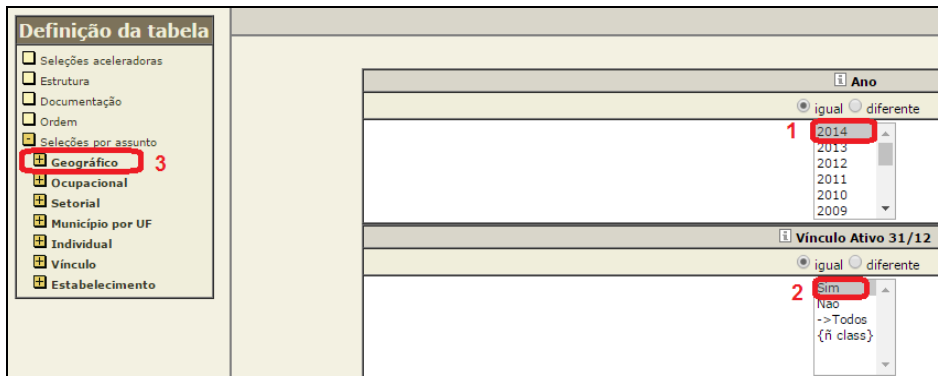 Definição da tabela
Seleções aceleradoras
Estrutura
Documentação
Ordem
Seleções por assunto
Geográfico 3
Ocupacional
Setorial
Município por UF
Individual
Vínculo
Estabelecimento
Ano
igual diferente
1 2014
2013
2012
2011
2010
2009
Vínculo Ativo 31/12
igual diferente
2 Sim
Não
->Todos
{ñ class}